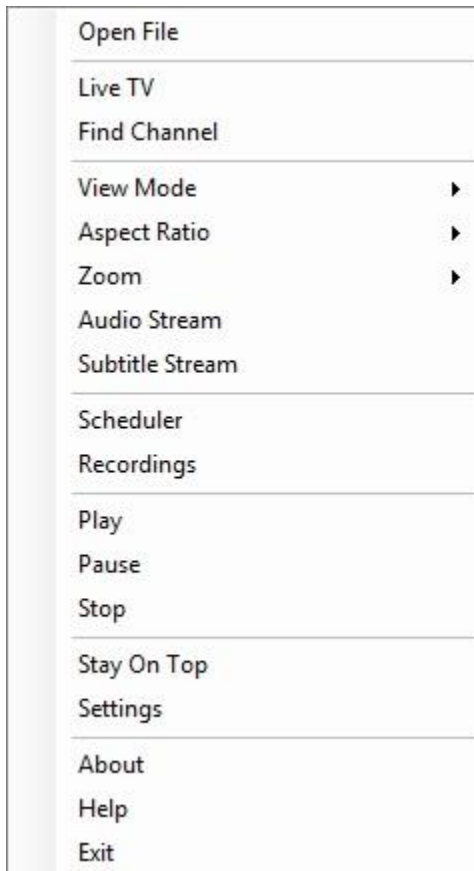 Open File
Live TV
Find Channel
View Mode
Aspect Ratio
Zoom
Audio Stream
Subtitle Stream
Scheduler
Recordings
Play
Pause
Stop
Stay On Top
Settings
About
Help
Exit